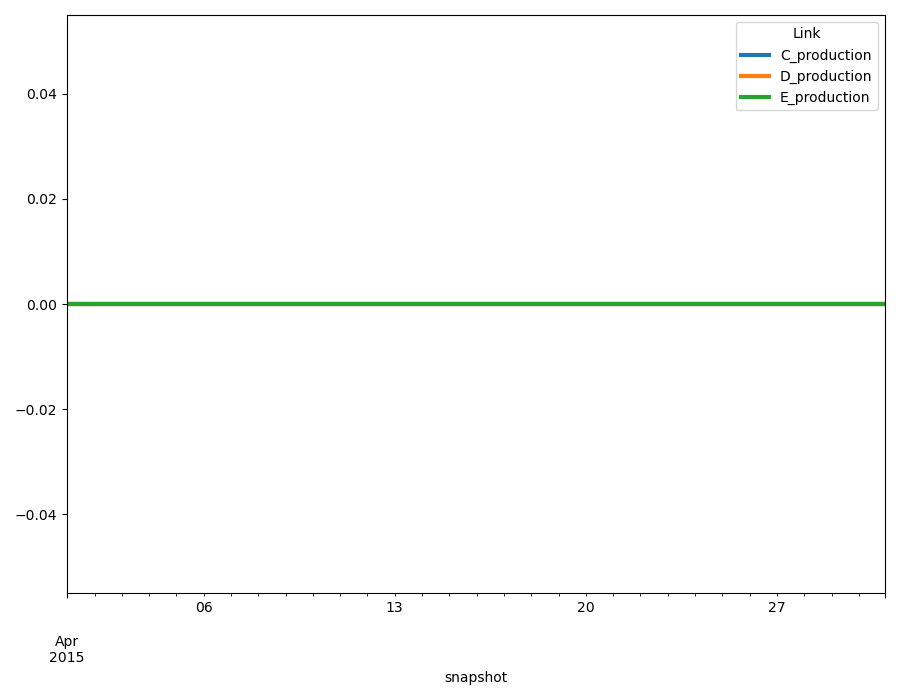 Link
C_production
D_production
E_production
0.04
0.02
0.00
−0.02
−0.04
06 13 20 27
Apr
2015
snapshot